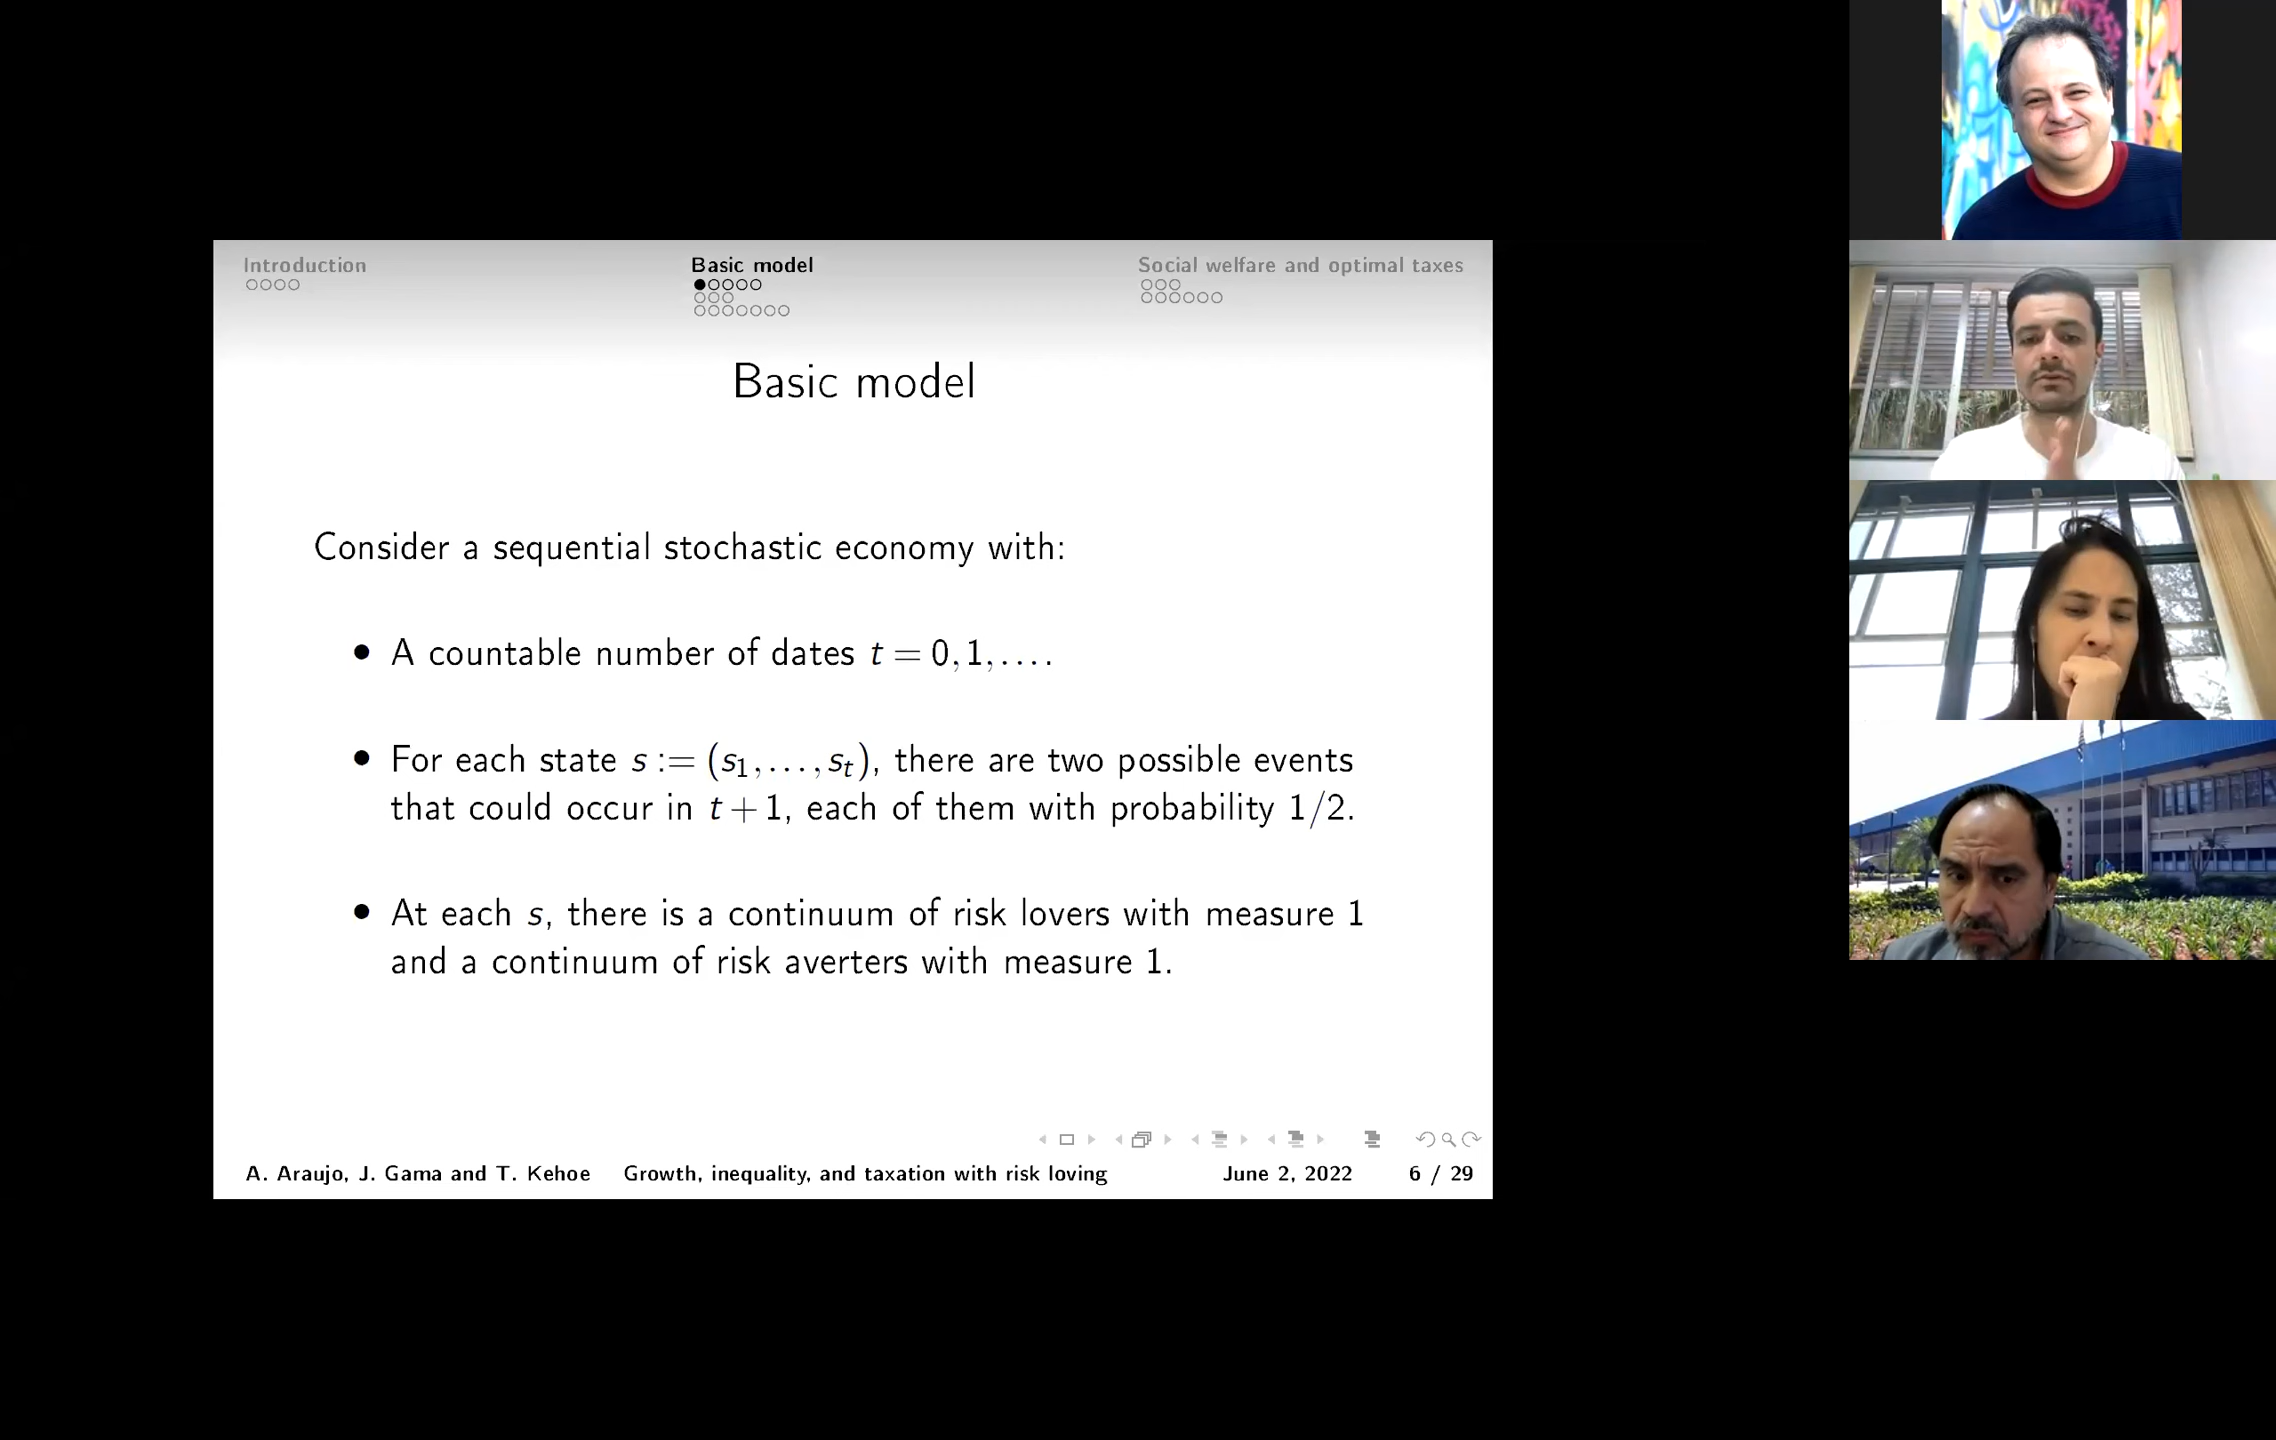 Introduction
Basic model
Social welfare and optimal taxes
Basic model
Consider a sequential stochastic economy with:
• A countable number of dates t = 0, 1, . . . .
• For each state s := (s₁, . . . , sₜ), there are two possible events
that could occur in t + 1, each of them with probability 1/2.
• At each s, there is a continuum of risk lovers with measure 1
and a continuum of risk averters with measure 1.
A. Araujo, J. Gama and T. Kehoe
Growth, inequality, and taxation with risk loving
June 2, 2022
6 / 29